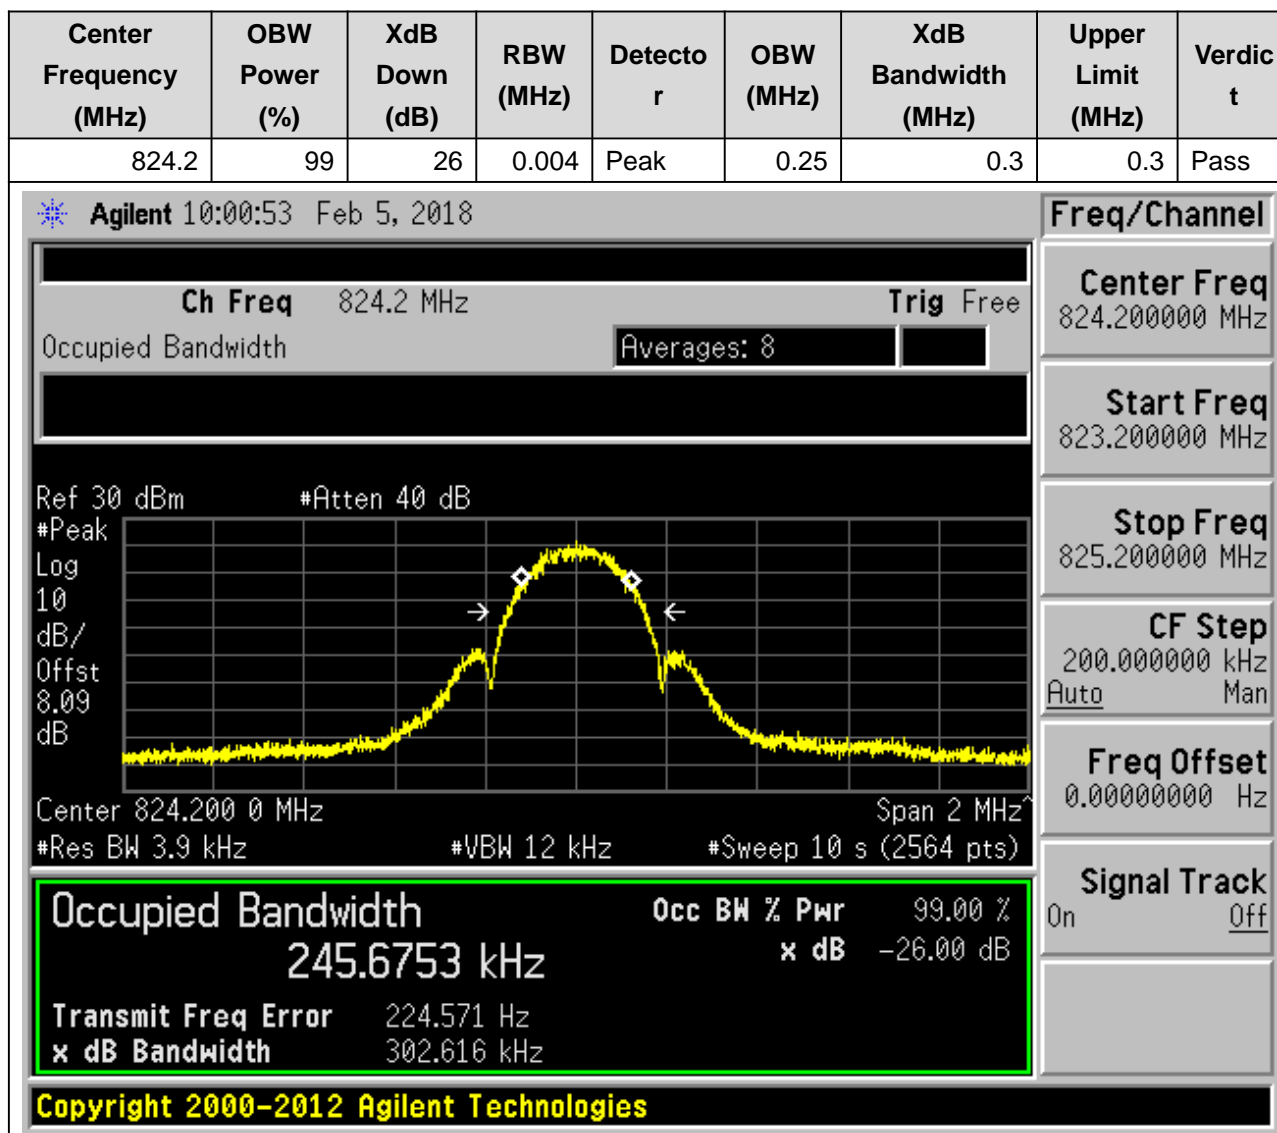 Center Frequency (MHz) OBW Power (%) XdB Down (dB) RBW (MHz) Detector OBW (MHz) XdB Bandwidth (MHz) Upper Limit (MHz) Verdict
824.2 99 26 0.004 Peak 0.25 0.3 0.3 Pass
Agilent 10:00:53 Feb 5, 2018
Freq/Channel
Ch Freq 824.2 MHz Trig Free
Occupied Bandwidth Averages: 8
Ref 30 dBm #Atten 40 dB
#Peak
Log
10
dB/
Offst
8.09
dB
Center 824.200 0 MHz Span 2 MHz^
#Res BW 3.9 kHz #VBW 12 kHz #Sweep 10 s (2564 pts)
Occupied Bandwidth Occ BW % Pwr 99.00 %
245.6753 kHz x dB -26.00 dB
Transmit Freq Error 224.571 Hz
x dB Bandwidth 302.616 kHz
Center Freq
824.200000 MHz
Start Freq
823.200000 MHz
Stop Freq
825.200000 MHz
CF Step
200.000000 kHz
Auto Man
Freq Offset
0.00000000 Hz
Signal Track
On Off
Copyright 2000-2012 Agilent Technologies